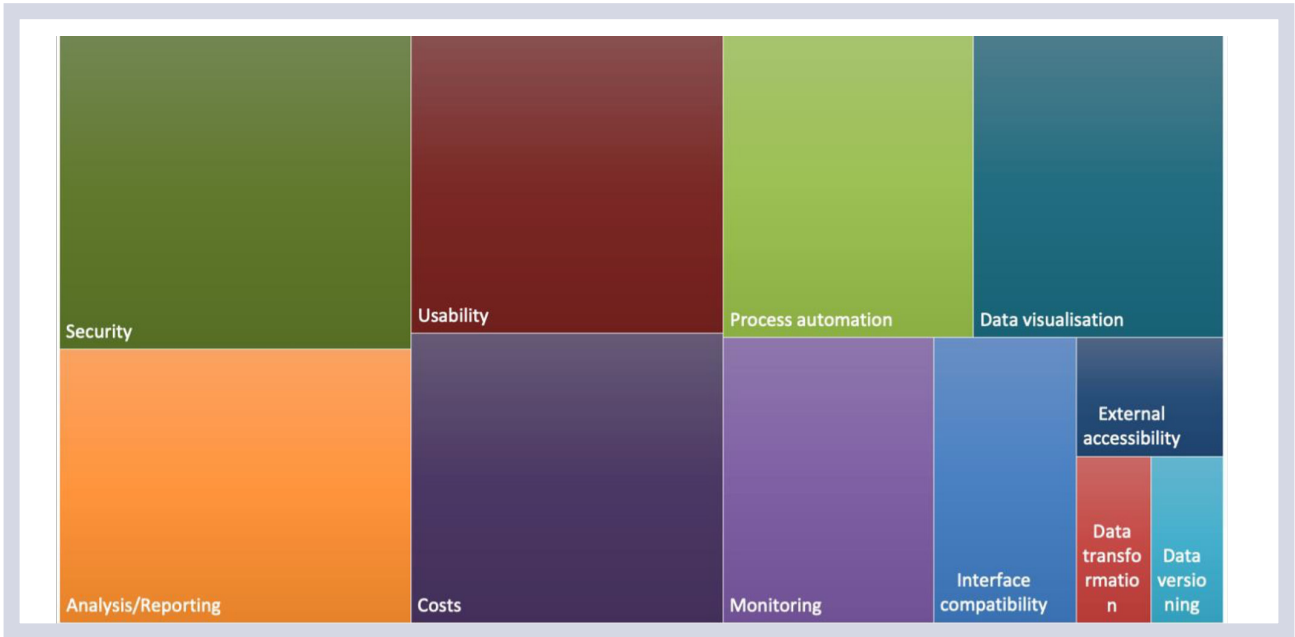 Security
Usability
Process automation
Data visualisation
Analysis/Reporting
Costs
Monitoring
Interface
compatibility
External
accessibility
Data
transfo
rmatio
n
Data
versio
ning